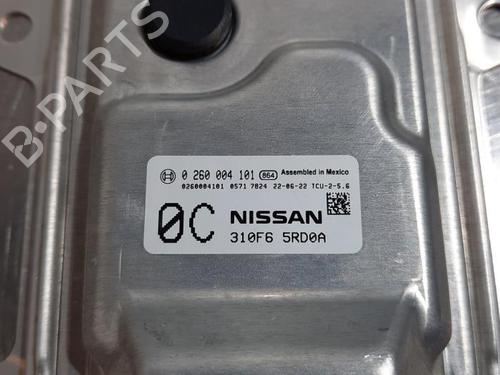 B-PARTS
0 260 004 101 864 Assembled in Mexico
0260004101 0571 7824 22-06-22 TCU-2-5.6
0C NISSAN
310F6 5RD0A